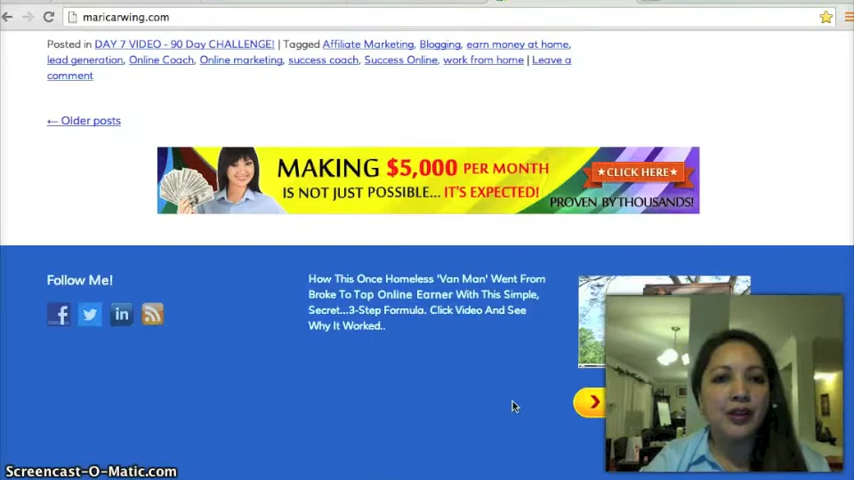 maricarwing.com
Posted in DAY 7 VIDEO - 90 Day CHALLENGE! | Tagged Affiliate Marketing, Blogging, earn money at home,
lead generation, Online Coach, Online marketing, success coach, Success Online, work from home | Leave a
comment
← Older posts
MAKING $5,000 PER MONTH
IS NOT JUST POSSIBLE... IT'S EXPECTED!
★CLICK HERE★
PROVEN BY THOUSANDS!
Follow Me!
How This Once Homeless 'Van Man' Went From
Broke To Top Online Earner With This Simple,
Secret...3-Step Formula. Click Video And See
Why It Worked..
Screencast-O-Matic.com